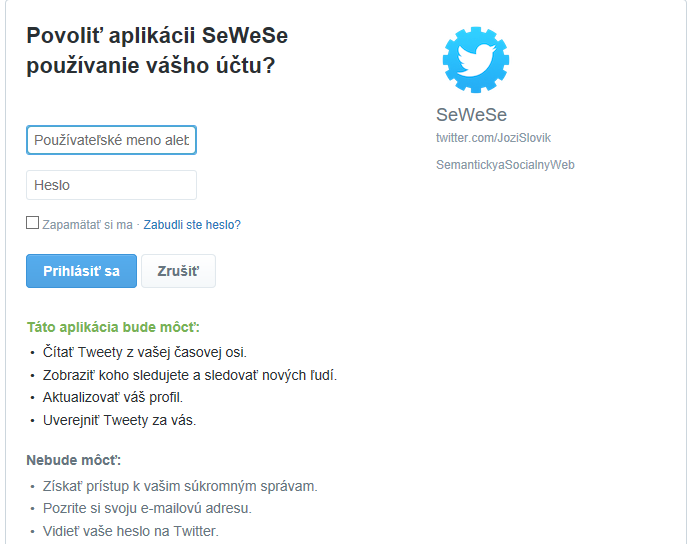 Povoliť aplikácii SeWeSe
používanie vášho účtu?
Používateľské meno aleb
Heslo
Zapamätať si ma · Zabudli ste heslo?
Prihlásiť sa
Zrušiť
Táto aplikácia bude môcť:
• Čítať Tweety z vašej časovej osi.
• Zobraziť koho sledujete a sledovať nových ľudí.
• Aktualizovať váš profil.
• Uverejniť Tweety za vás.
Nebude môcť:
• Získať prístup k vašim súkromným správam.
• Pozrite si svoju e-mailovú adresu.
• Vidieť vaše heslo na Twitter.
SeWeSe
twitter.com/JoziSlovik
SemantickyaSocialnyWeb